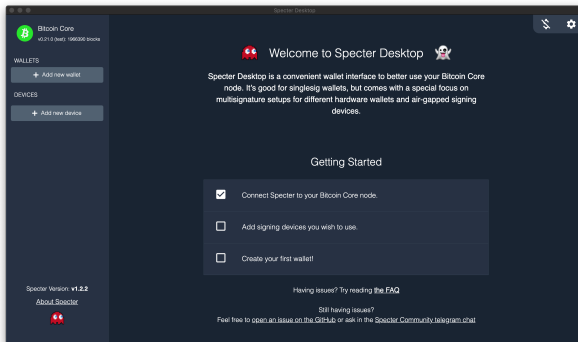 Specter Desktop
Bitcoin Core
v0.21.0 (test): 1966390 blocks
WALLETS
+ Add new wallet
DEVICES
+ Add new device
Specter Version: v1.2.2
About Specter
Welcome to Specter Desktop
Specter Desktop is a convenient wallet interface to better use your Bitcoin Core
node. It's good for singlesig wallets, but comes with a special focus on
multisignature setups for different hardware wallets and air-gapped signing
devices.
Getting Started
Connect Specter to your Bitcoin Core node.
Add signing devices you wish to use.
Create your first wallet!
Having issues? Try reading the FAQ
Still having issues?
Feel free to open an issue on the GitHub or ask in the Specter Community telegram chat